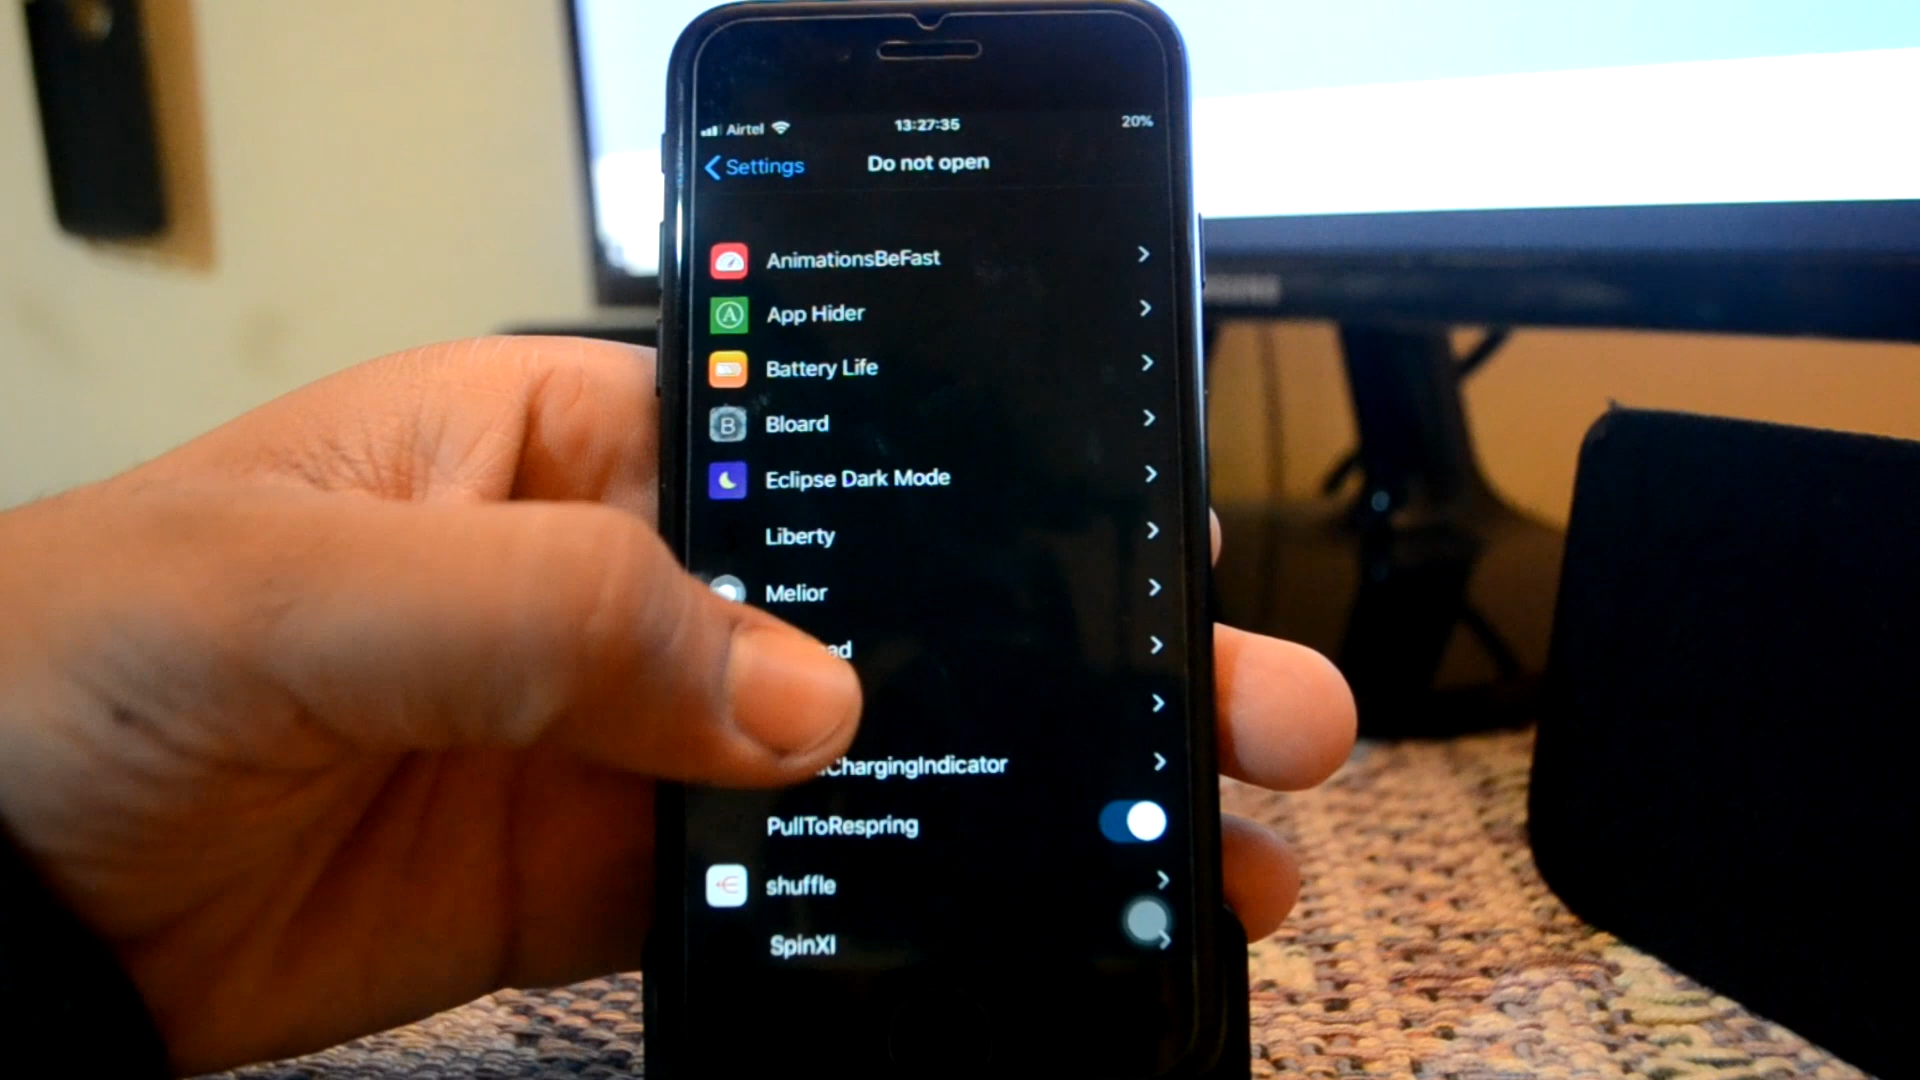 Airtel 13:27:35 20%
Settings Do not open
AnimationsBeFast
A App Hider
Battery Life
B Bloard
Eclipse Dark Mode
Liberty
Melior
ChargingIndicator
PullToRespring
shuffle
SpinXI